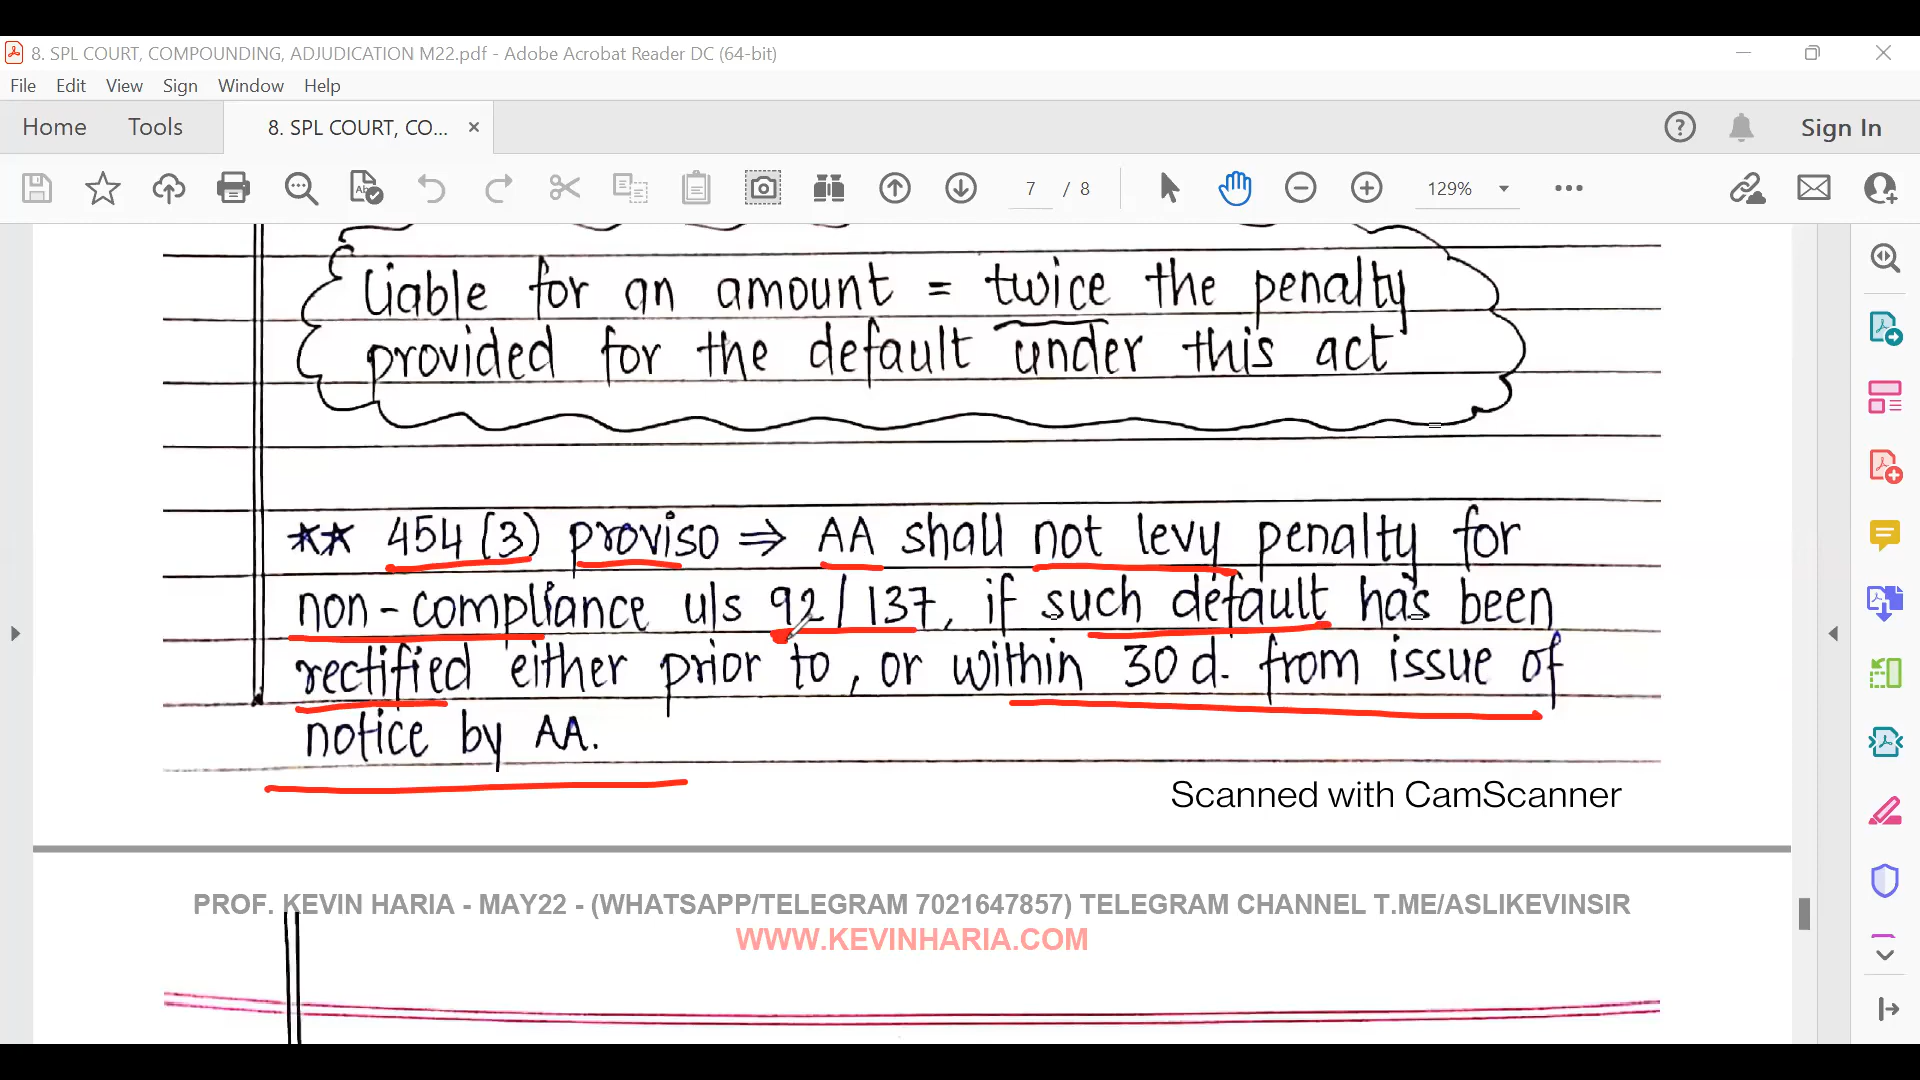 8. SPL COURT, COMPOUNDING, ADJUDICATION M22.pdf - Adobe Acrobat Reader DC (64-bit)
File Edit View Sign Window Help
Home Tools 8. SPL COURT, CO... × Sign In
7 / 8 129%
Liable for an amount = twice the penalty
provided for the default under this act
** 454 (3) proviso ⇒ AA shall not levy penalty for
non-compliance u/s 92/137, if such default has been
rectified either prior to, or within 30 d. from issue of
notice by AA.
Scanned with CamScanner
PROF. KEVIN HARIA - MAY22 - (WHATSAPP/TELEGRAM 7021647857) TELEGRAM CHANNEL T.ME/ASLIKEVINSIR
WWW.KEVINHARIA.COM